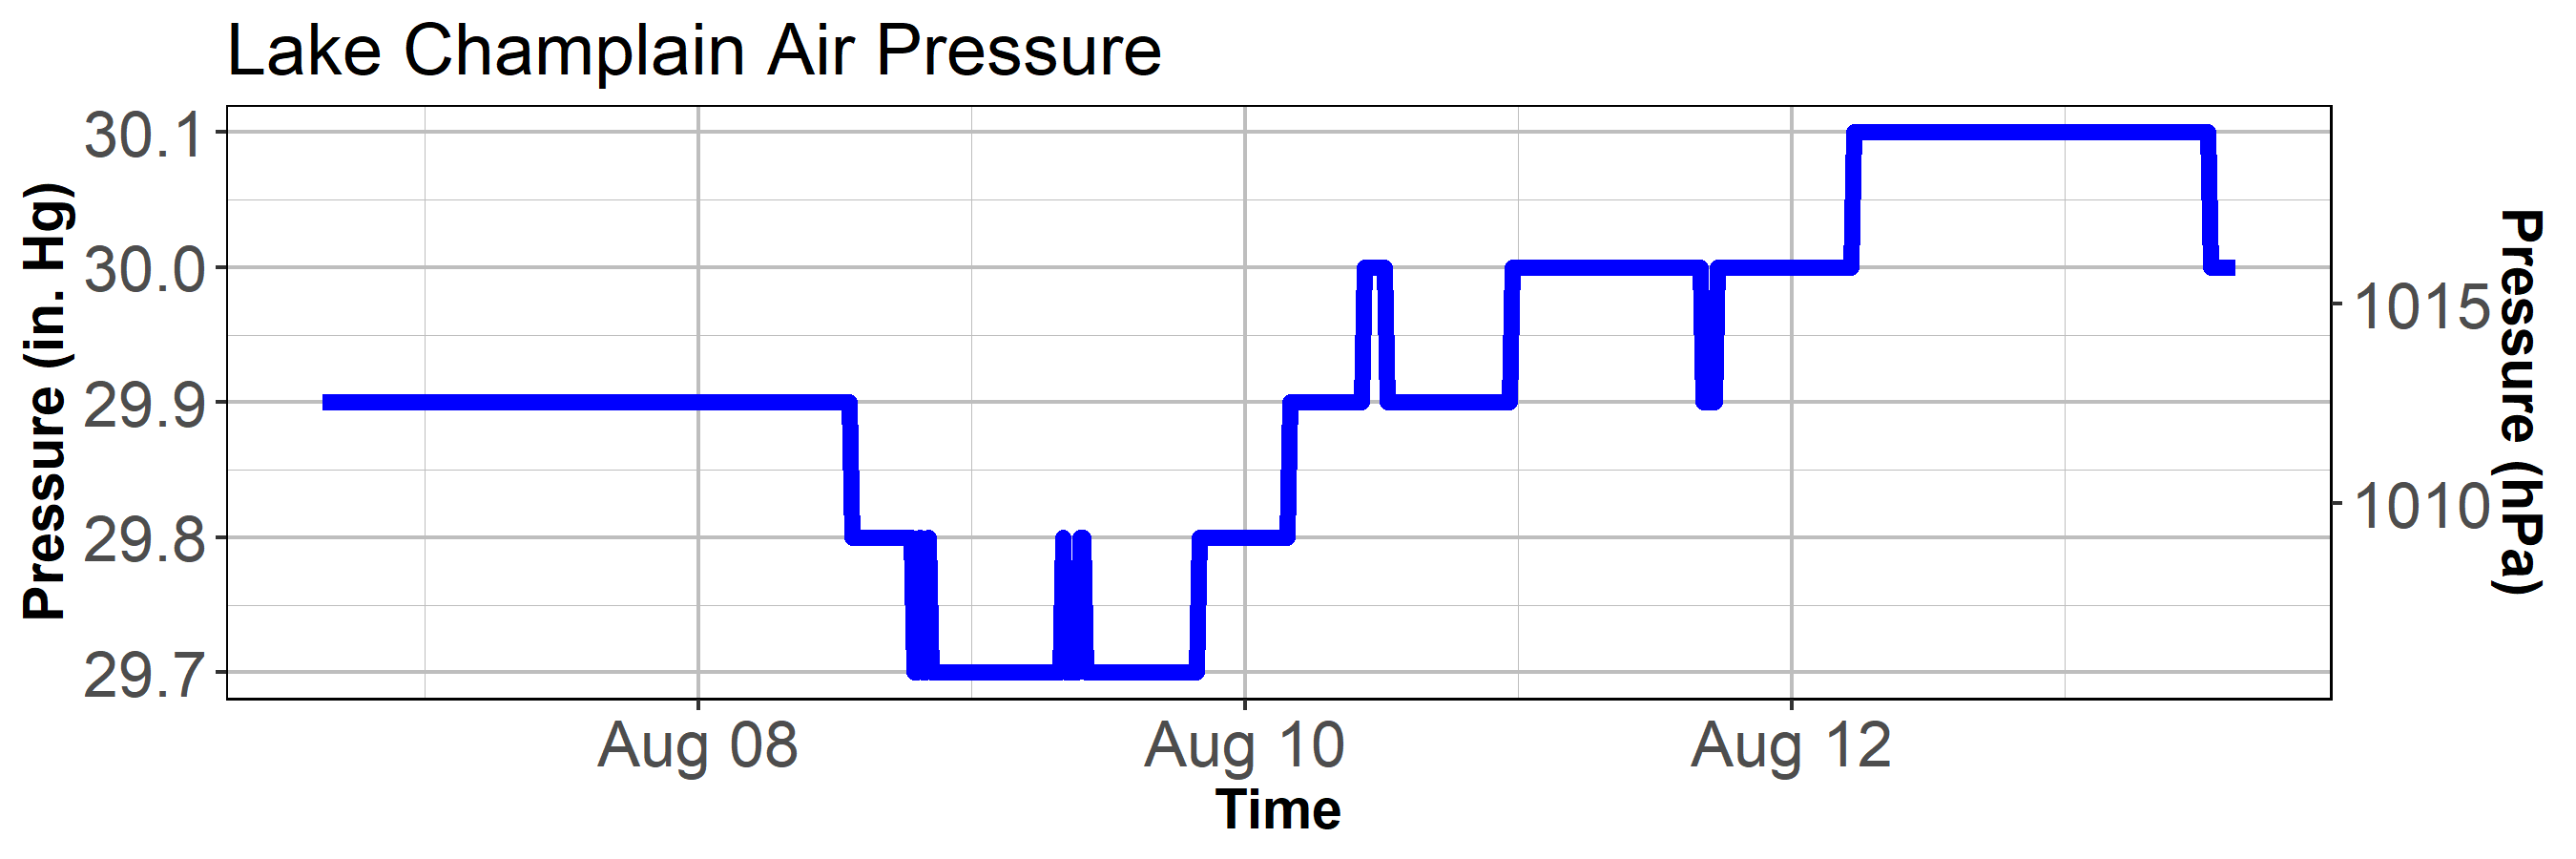 Lake Champlain Air Pressure
Pressure (in. Hg)
30.1
30.0
29.9
29.8
29.7
1015
1010
Pressure (hPa)
Aug 08
Aug 10
Aug 12
Time